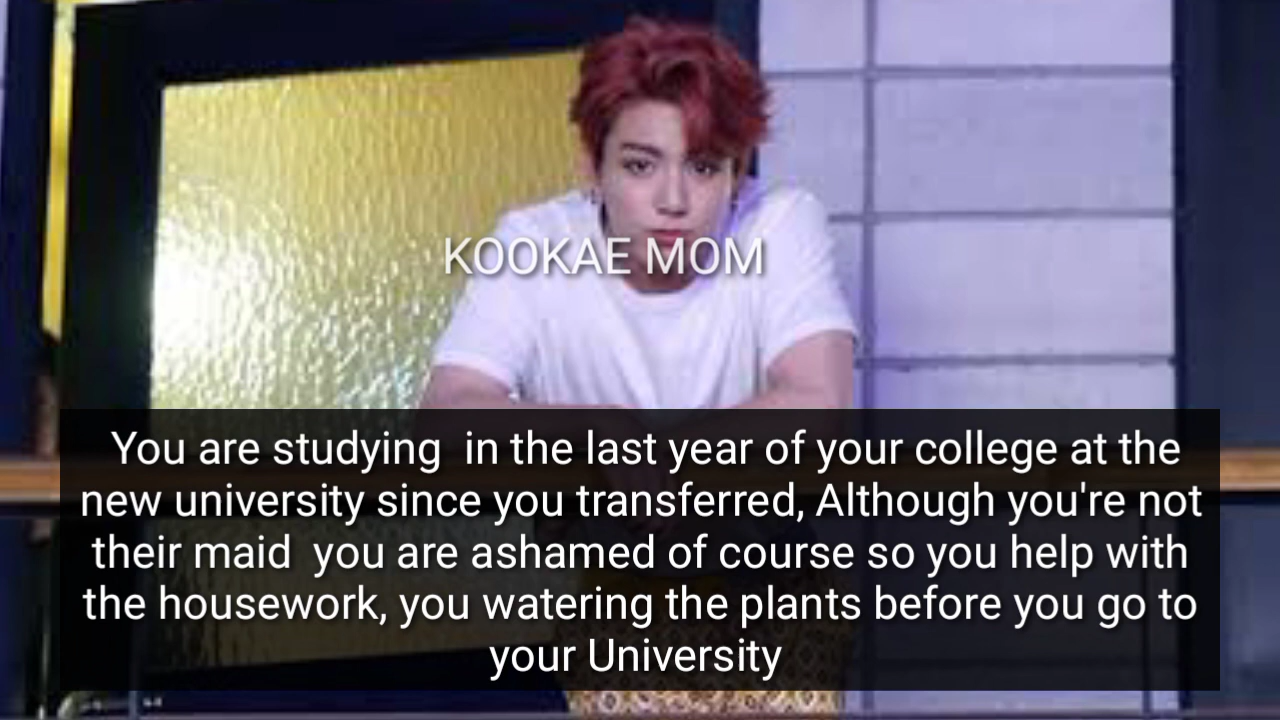 KOOKAE MOM
You are studying  in the last year of your college at the
new university since you transferred, Although you're not
their maid  you are ashamed of course so you help with
the housework, you watering the plants before you go to
your University